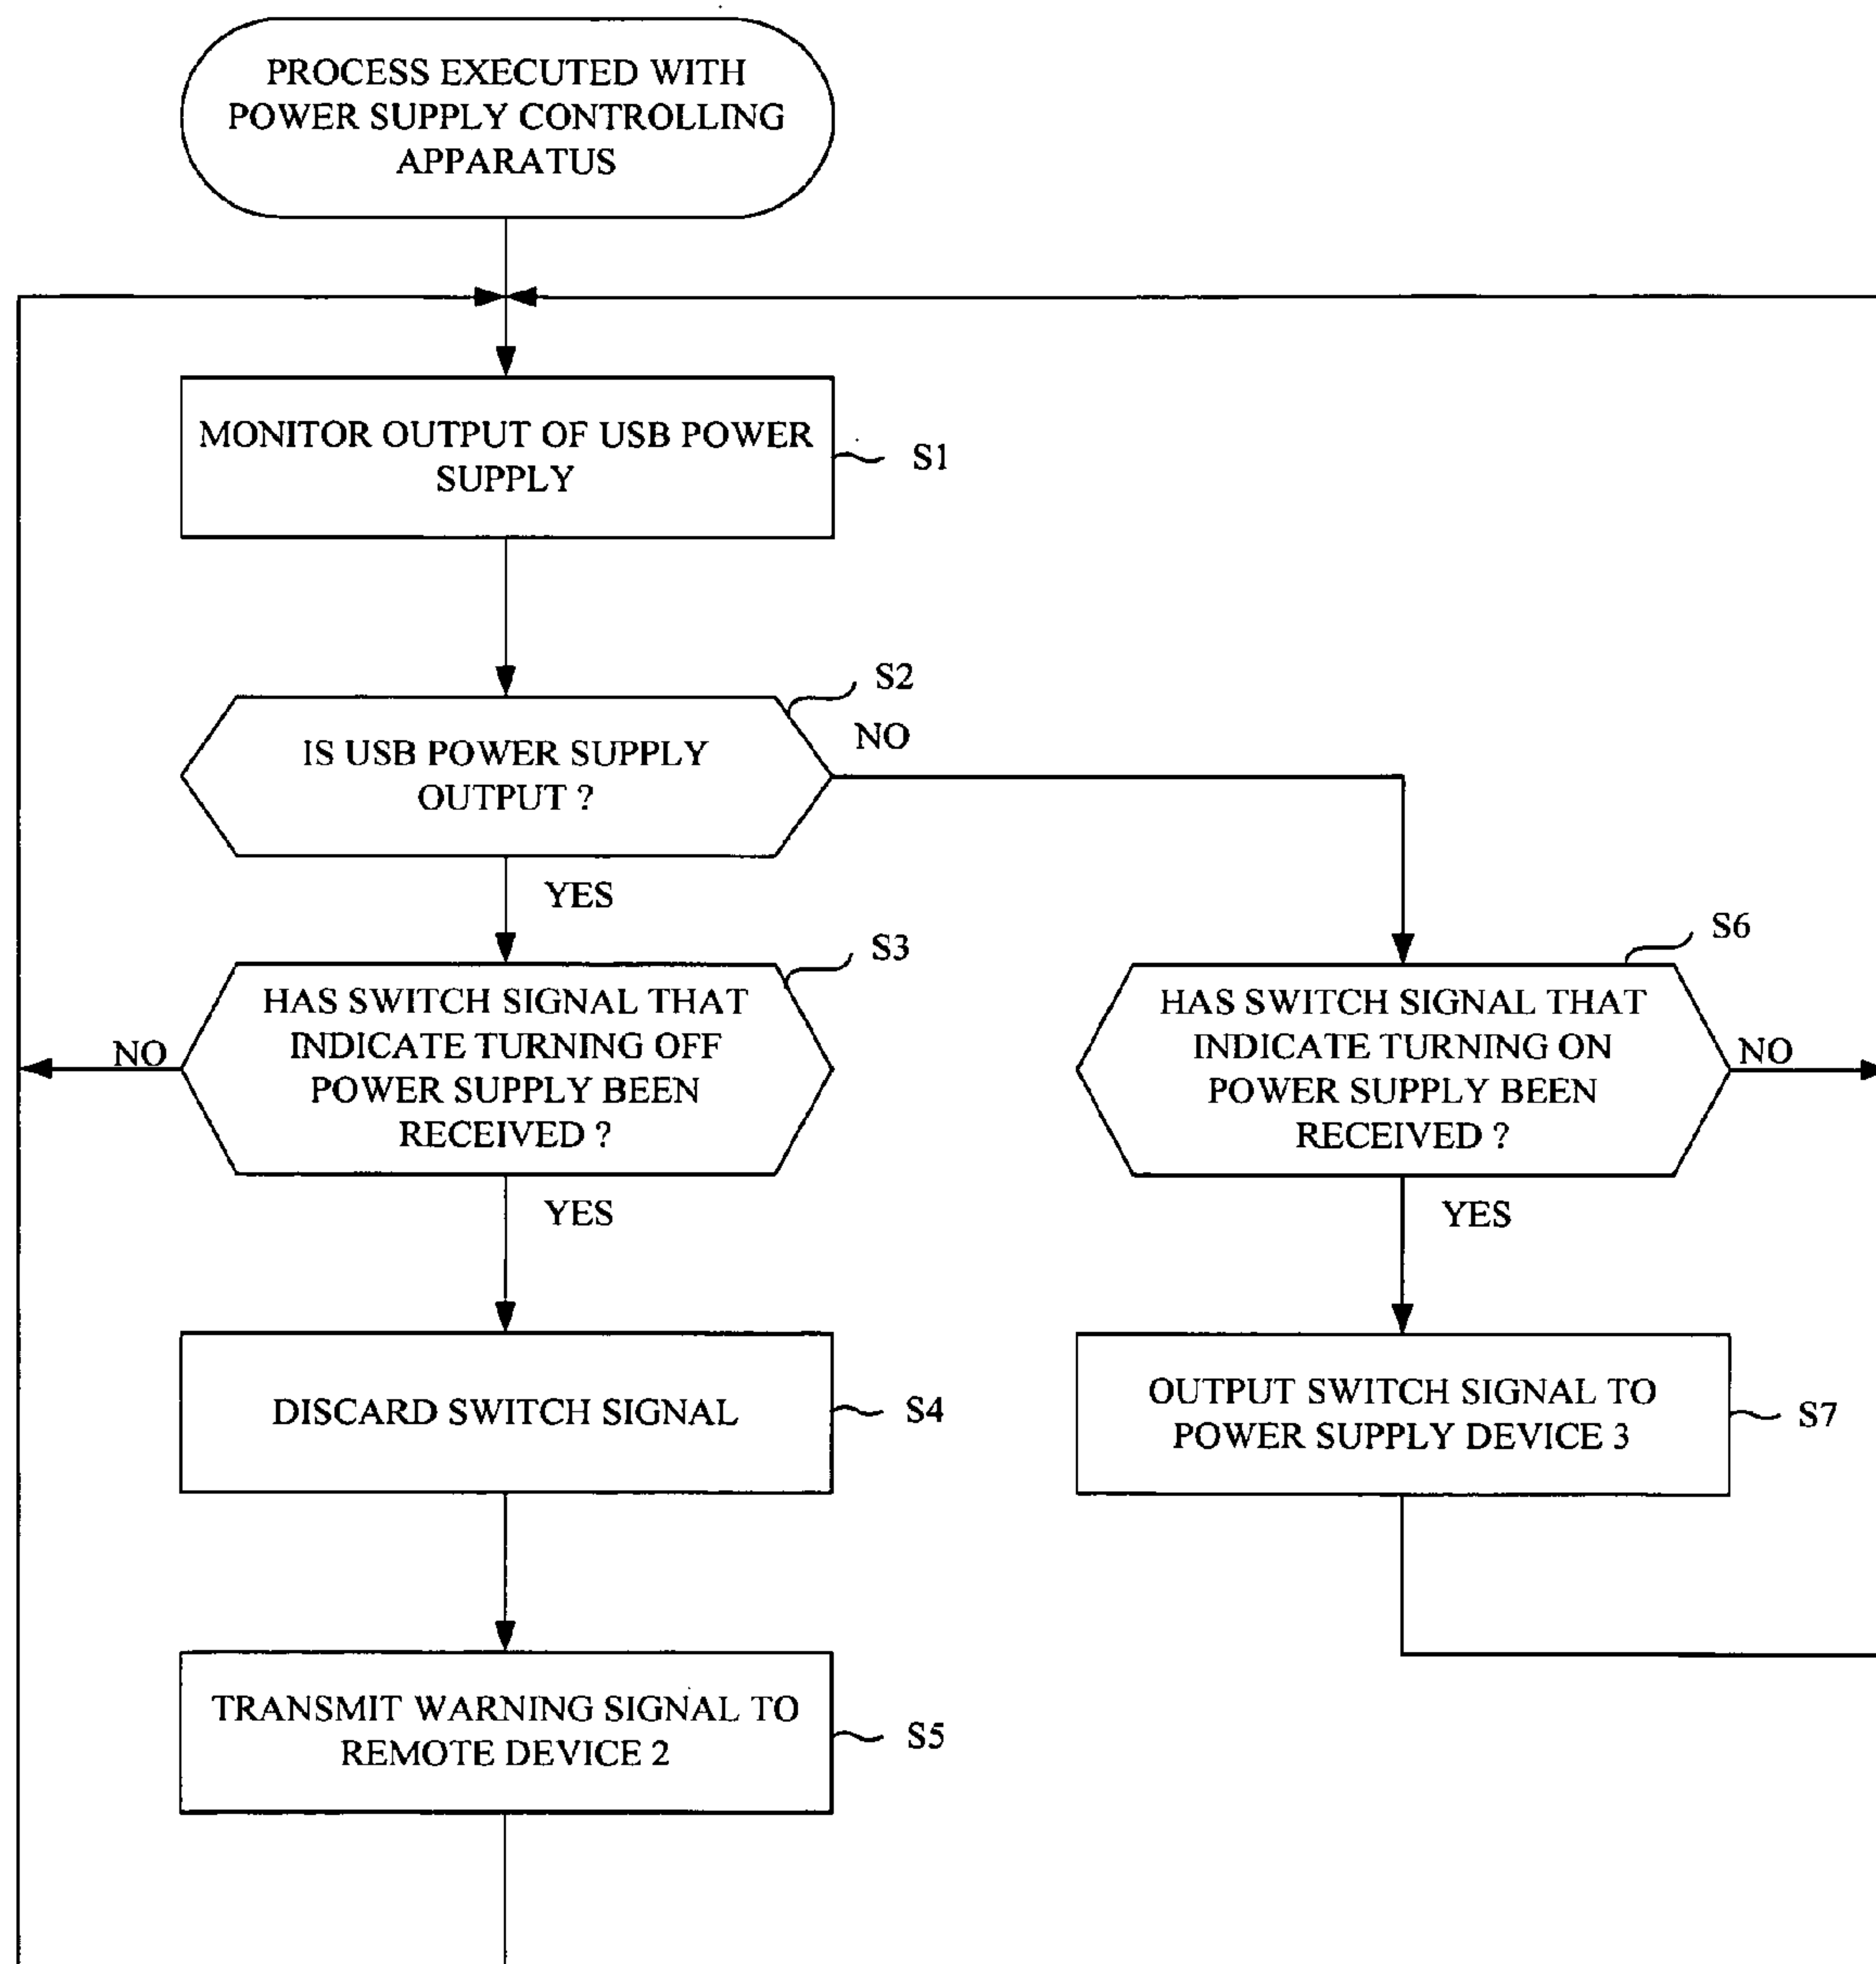 PROCESS EXECUTED WITH
POWER SUPPLY CONTROLLING
APPARATUS
MONITOR OUTPUT OF USB POWER
SUPPLY
S1
S2
IS USB POWER SUPPLY
OUTPUT ?
NO
YES
S3
HAS SWITCH SIGNAL THAT
INDICATE TURNING OFF
POWER SUPPLY BEEN
RECEIVED ?
NO
YES
S6
HAS SWITCH SIGNAL THAT
INDICATE TURNING ON
POWER SUPPLY BEEN
RECEIVED ?
NO
YES
DISCARD SWITCH SIGNAL
S4
OUTPUT SWITCH SIGNAL TO
POWER SUPPLY DEVICE 3
S7
TRANSMIT WARNING SIGNAL TO
REMOTE DEVICE 2
S5